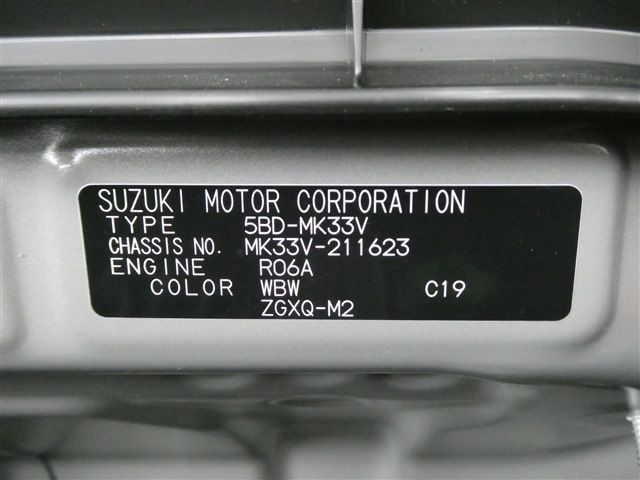 SUZUKI MOTOR CORPORATION
TYPE 5BD-MK33V
CHASSIS NO. MK33V-211623
ENGINE R06A
COLOR WBW C19
ZGXQ-M2